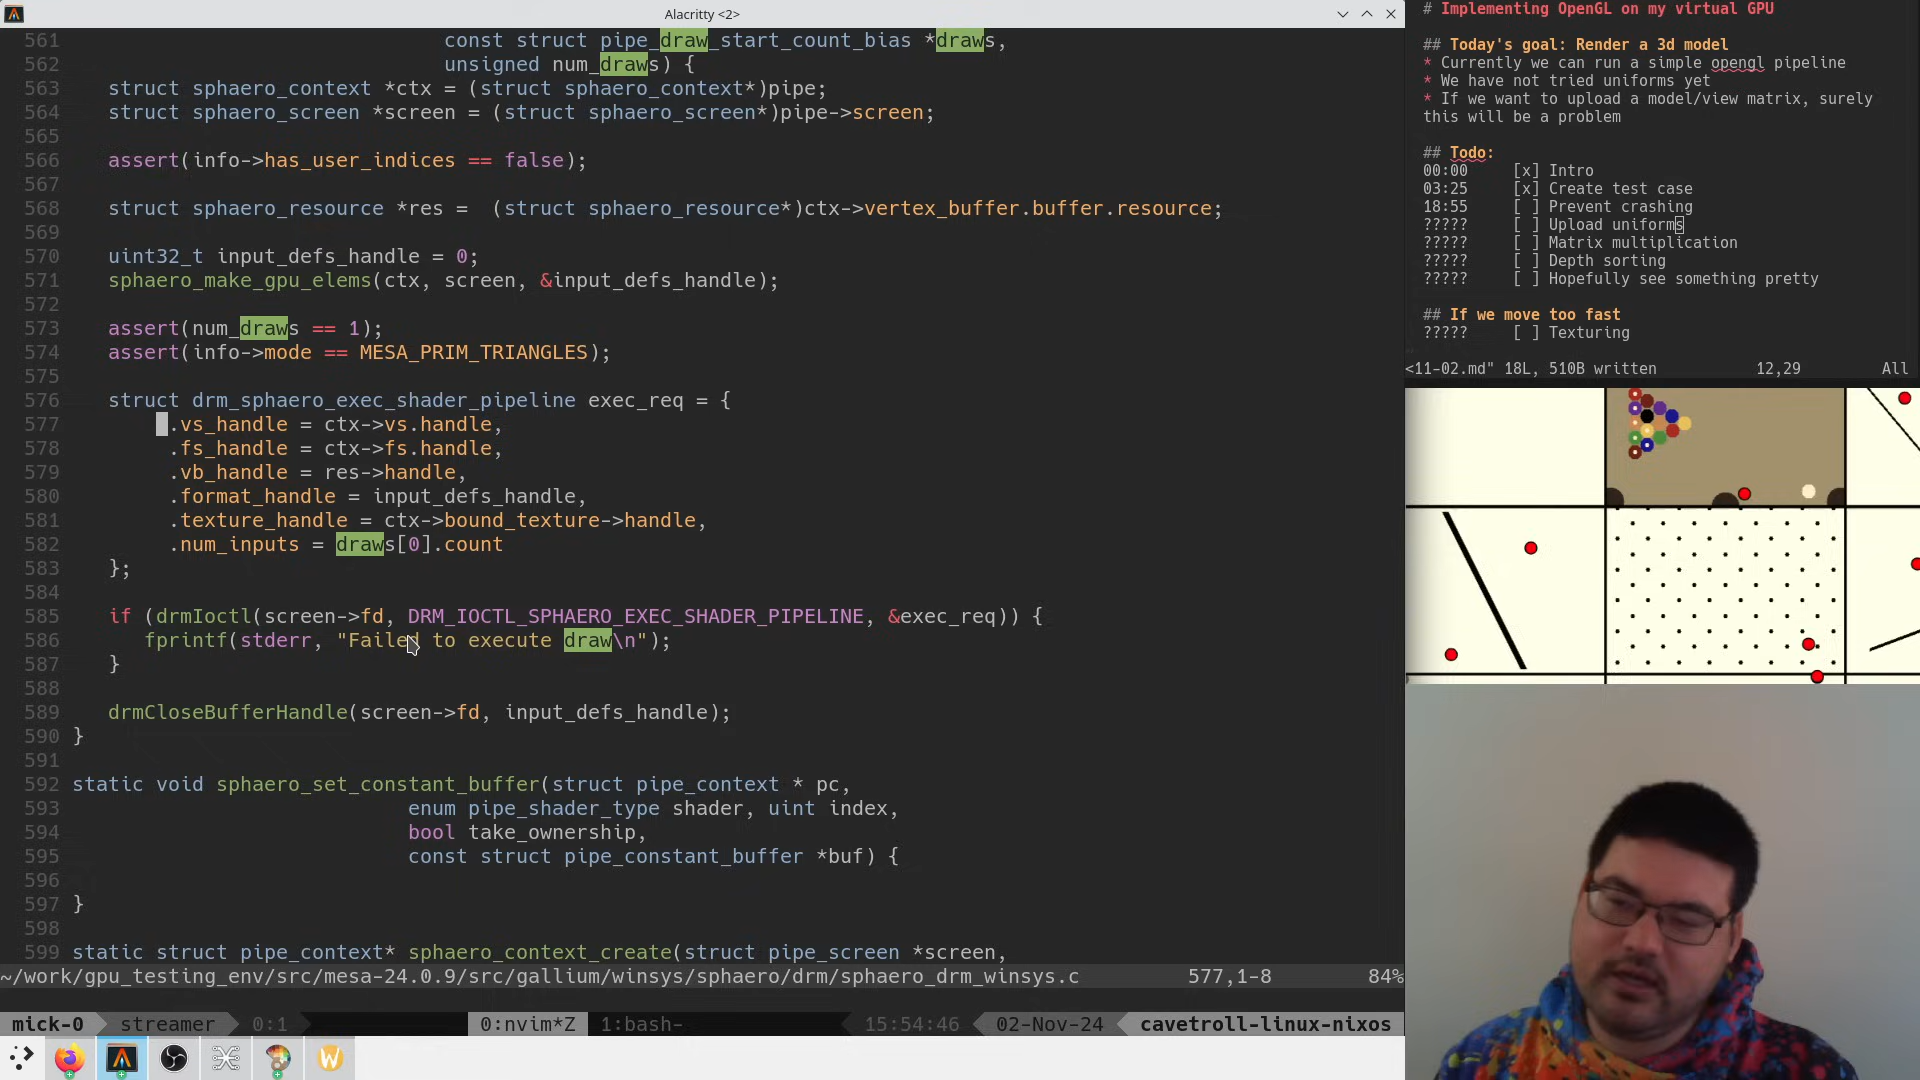 Alacritty <2>
561 const struct pipe_draw_start_count_bias *draws,
562 unsigned num_draws) {
563 struct sphaero_context *ctx = (struct sphaero_context*)pipe;
564 struct sphaero_screen *screen = (struct sphaero_screen*)pipe->screen;
565
566 assert(info->has_user_indices == false);
567
568 struct sphaero_resource *res =  (struct sphaero_resource*)ctx->vertex_buffer.buffer.resource;
569
570 uint32_t input_defs_handle = 0;
571 sphaero_make_gpu_elems(ctx, screen, &input_defs_handle);
572
573 assert(num_draws == 1);
574 assert(info->mode == MESA_PRIM_TRIANGLES);
575
576 struct drm_sphaero_exec_shader_pipeline exec_req = {
577 .vs_handle = ctx->vs.handle,
578 .fs_handle = ctx->fs.handle,
579 .vb_handle = res->handle,
580 .format_handle = input_defs_handle,
581 .texture_handle = ctx->bound_texture->handle,
582 .num_inputs = draws[0].count
583 };
584
585 if (drmIoctl(screen->fd, DRM_IOCTL_SPHAERO_EXEC_SHADER_PIPELINE, &exec_req)) {
586 fprintf(stderr, "Failed to execute draw\n");
587 }
588
589 drmCloseBufferHandle(screen->fd, input_defs_handle);
590 }
591
592 static void sphaero_set_constant_buffer(struct pipe_context * pc,
593 enum pipe_shader_type shader, uint index,
594 bool take_ownership,
595 const struct pipe_constant_buffer *buf) {
596
597 }
598
599 static struct pipe_context* sphaero_context_create(struct pipe_screen *screen,
~/work/gpu_testing_env/src/mesa-24.0.9/src/gallium/winsys/sphaero/drm/sphaero_drm_winsys.c 577,1-8 84%
mick-0 streamer 0:1 0:nvim*Z 1:bash- 15:54:46 02-Nov-24 cavetroll-linux-nixos
# Implementing OpenGL on my virtual GPU
## Today's goal: Render a 3d model
* Currently we can run a simple opengl pipeline
* We have not tried uniforms yet
* If we want to upload a model/view matrix, surely
this will be a problem
## Todo:
00:00 [x] Intro
03:25 [x] Create test case
18:55 [ ] Prevent crashing
????? [ ] Upload uniforms
????? [ ] Matrix multiplication
????? [ ] Depth sorting
????? [ ] Hopefully see something pretty
## If we move too fast
????? [ ] Texturing
<11-02.md" 18L, 510B written 12,29 All